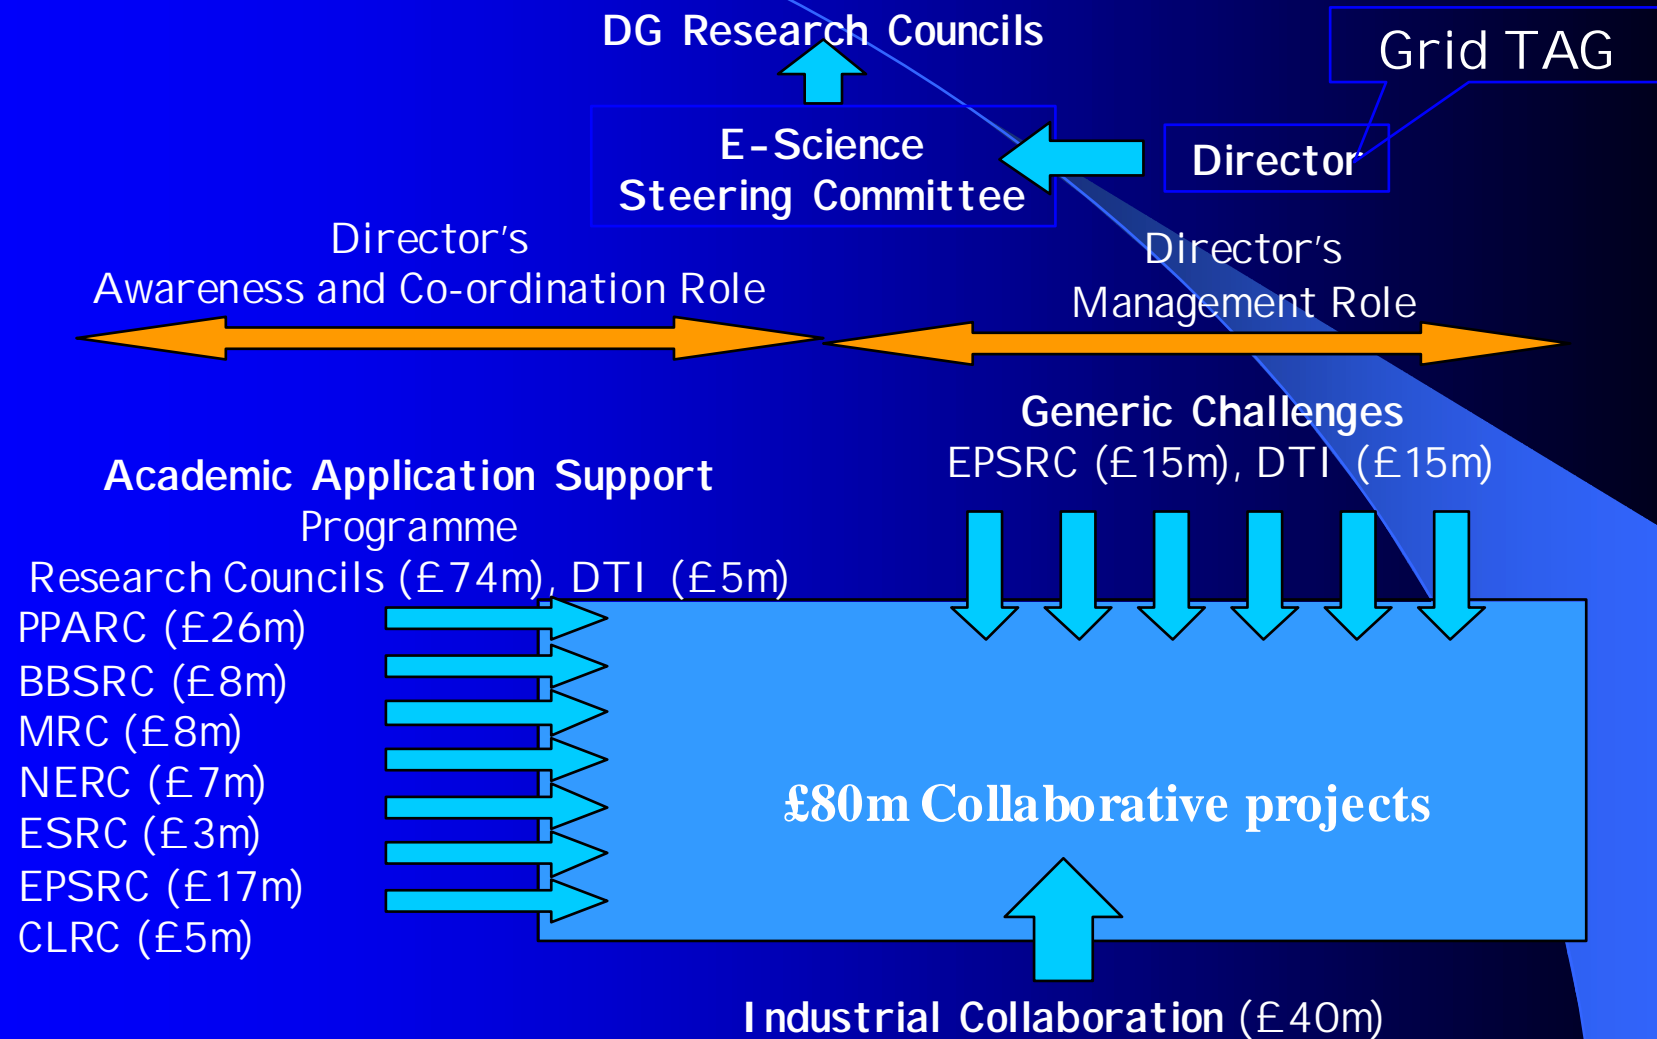 DG Research Councils
Grid TAG
E-Science
Steering Committee
Director
Director's
Awareness and Co-ordination Role
Director's
Management Role
Generic Challenges
EPSRC (£15m), DTI (£15m)
Academic Application Support
Programme
Research Councils (£74m), DTI (£5m)
PPARC (£26m)
BBSRC (£8m)
MRC (£8m)
NERC (£7m)
ESRC (£3m)
EPSRC (£17m)
CLRC (£5m)
£80m Collaborative projects
Industrial Collaboration (£40m)